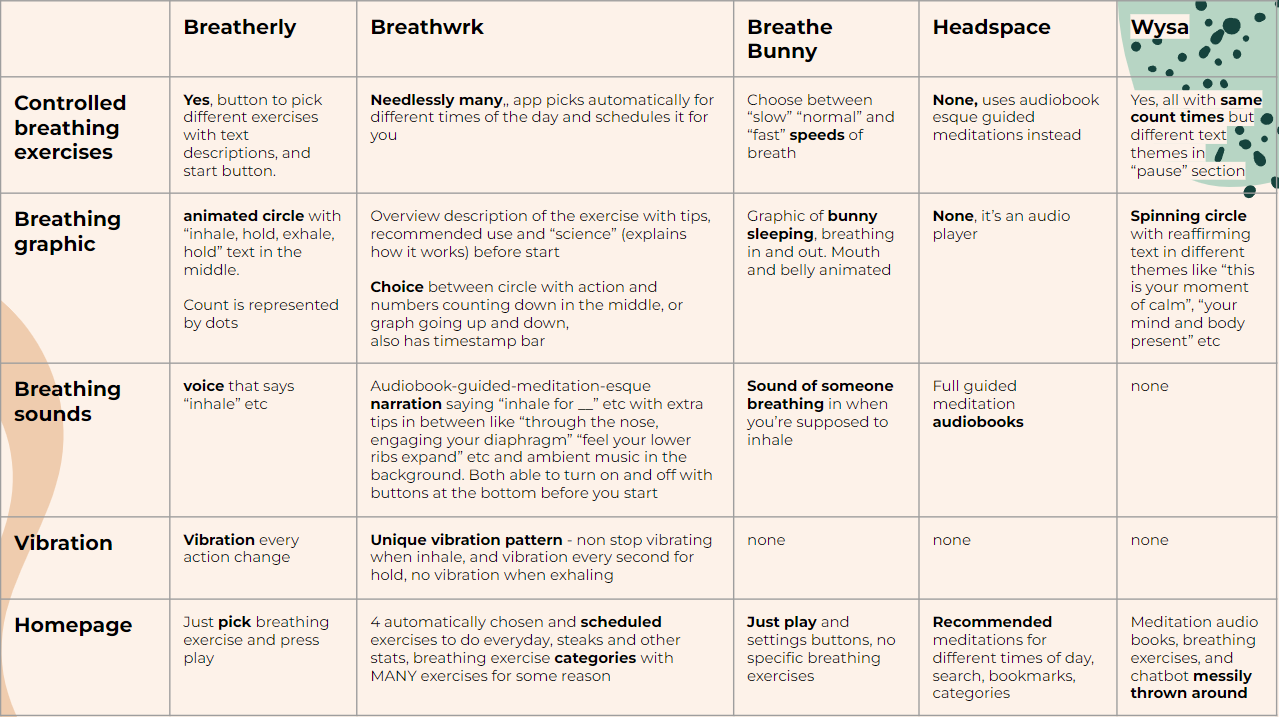 Breatherly
Breathwrk
Breathe
Bunny
Headspace
Wysa
Controlled
breathing
exercises
Yes, button to pick
different exercises
with text
descriptions, and
start button.
Needlessly many,, app picks automatically for
different times of the day and schedules it for
you
Choose between
“slow” “normal” and
“fast” speeds of
breath
None, uses audiobook
esque guided
meditations instead
Yes, all with same
count times but
different text
themes in
“pause” section
Breathing
graphic
animated circle with
“inhale, hold, exhale,
hold” text in the
middle.
Count is represented
by dots
Overview description of the exercise with tips,
recommended use and “science” (explains
how it works) before start
Choice between circle with action and
numbers counting down in the middle, or
graph going up and down,
also has timestamp bar
Graphic of bunny
sleeping, breathing
in and out. Mouth
and belly animated
None, it’s an audio
player
Spinning circle
with reaffirming
text in different
themes like “this
is your moment
of calm”, “your
mind and body
present” etc
Breathing
sounds
voice that says
“inhale” etc
Audiobook-guided-meditation-esque
narration saying “inhale for __” etc with extra
tips in between like “through the nose,
engaging your diaphragm” “feel your lower
ribs expand” etc and ambient music in the
background. Both able to turn on and off with
buttons at the bottom before you start
Sound of someone
breathing in when
you’re supposed to
inhale
Full guided
meditation
audiobooks
none
Vibration
Vibration every
action change
Unique vibration pattern - non stop vibrating
when inhale, and vibration every second for
hold, no vibration when exhaling
none
none
none
Homepage
Just pick breathing
exercise and press
play
4 automatically chosen and scheduled
exercises to do everyday, steaks and other
stats, breathing exercise categories with
MANY exercises for some reason
Just play and
settings buttons, no
specific breathing
exercises
Recommended
meditations for
different times of day,
search, bookmarks,
categories
Meditation audio
books, breathing
exercises, and
chatbot messily
thrown around